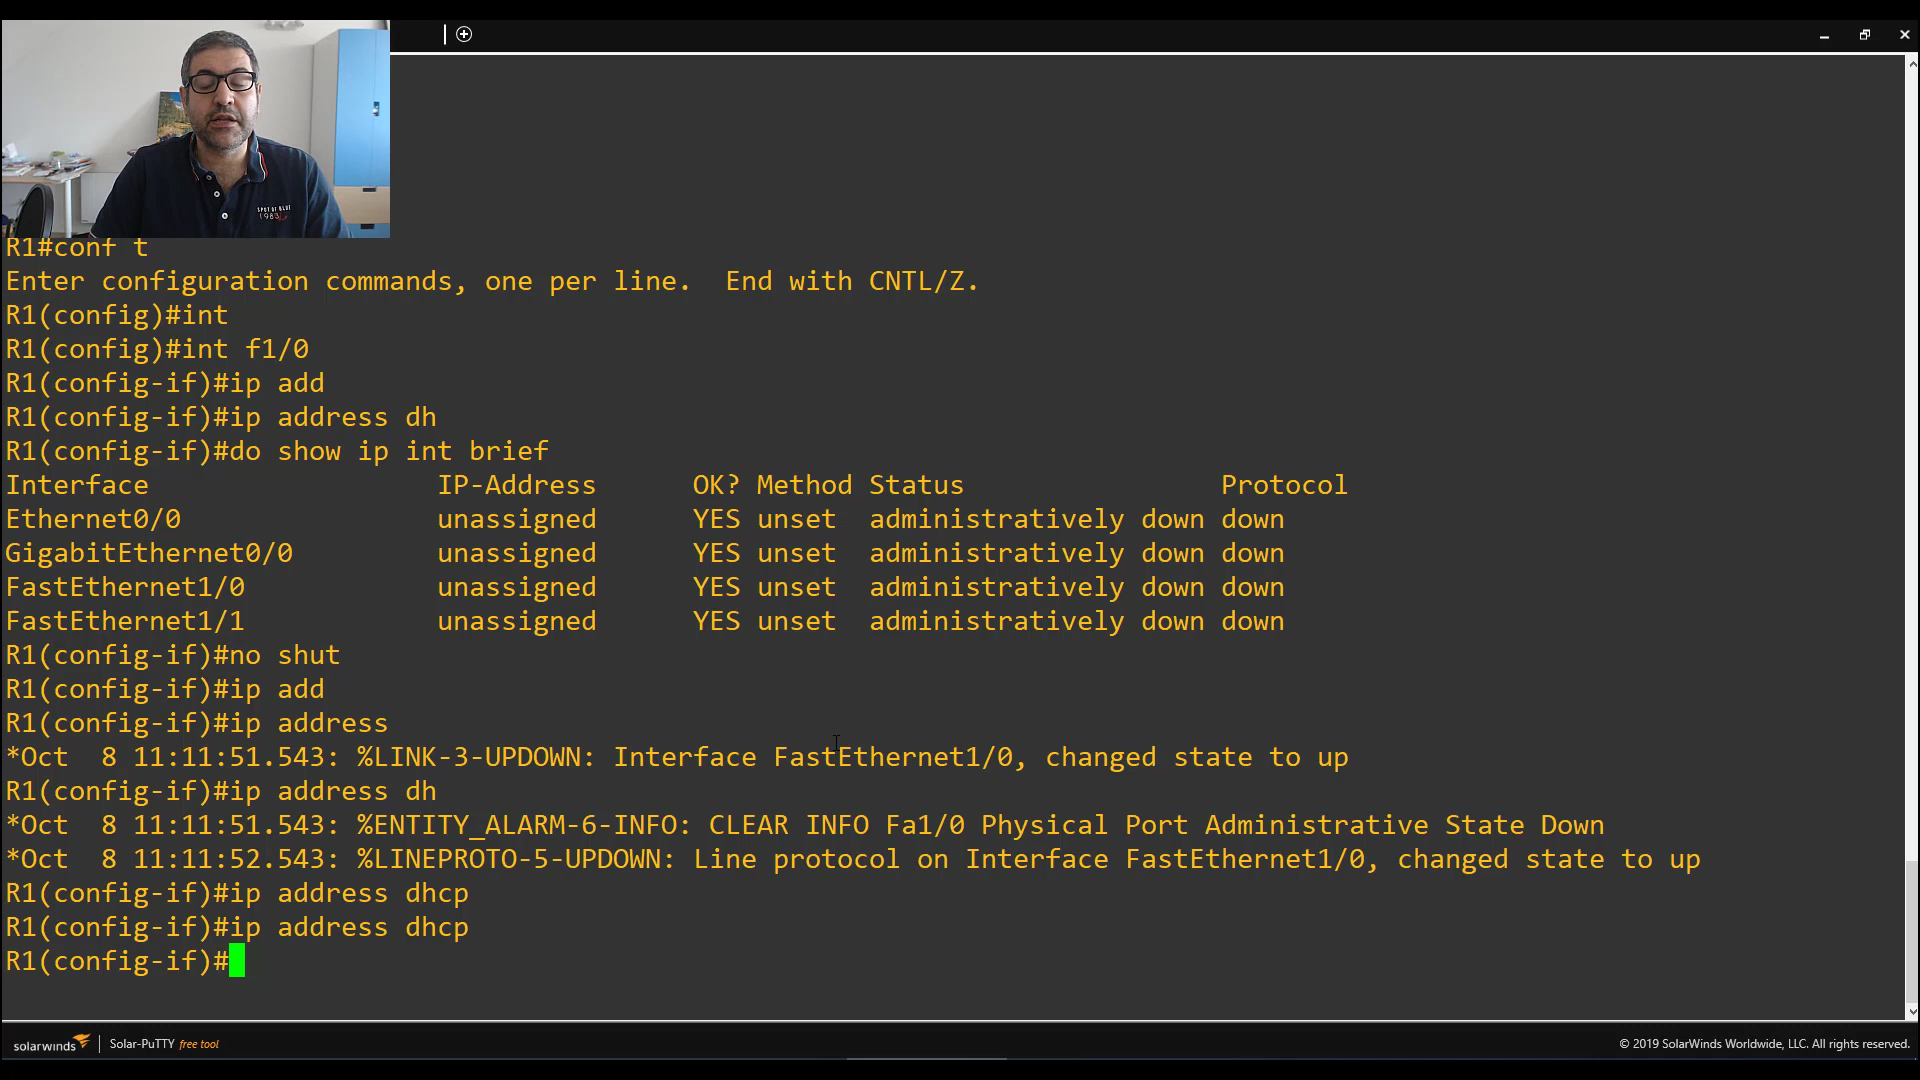 SPOT OF BLUE
1983
R1#conf t
Enter configuration commands, one per line.  End with CNTL/Z.
R1(config)#int
R1(config)#int f1/0
R1(config-if)#ip add
R1(config-if)#ip address dh
R1(config-if)#do show ip int brief
Interface                  IP-Address      OK? Method Status                Protocol
Ethernet0/0                unassigned      YES unset  administratively down down
GigabitEthernet0/0         unassigned      YES unset  administratively down down
FastEthernet1/0            unassigned      YES unset  administratively down down
FastEthernet1/1            unassigned      YES unset  administratively down down
R1(config-if)#no shut
R1(config-if)#ip add
R1(config-if)#ip address
*Oct  8 11:11:51.543: %LINK-3-UPDOWN: Interface FastEthernet1/0, changed state to up
R1(config-if)#ip address dh
*Oct  8 11:11:51.543: %ENTITY_ALARM-6-INFO: CLEAR INFO Fa1/0 Physical Port Administrative State Down
*Oct  8 11:11:52.543: %LINEPROTO-5-UPDOWN: Line protocol on Interface FastEthernet1/0, changed state to up
R1(config-if)#ip address dhcp
R1(config-if)#ip address dhcp
R1(config-if)#
solarwinds | Solar-PuTTY free tool © 2019 SolarWinds Worldwide, LLC. All rights reserved.